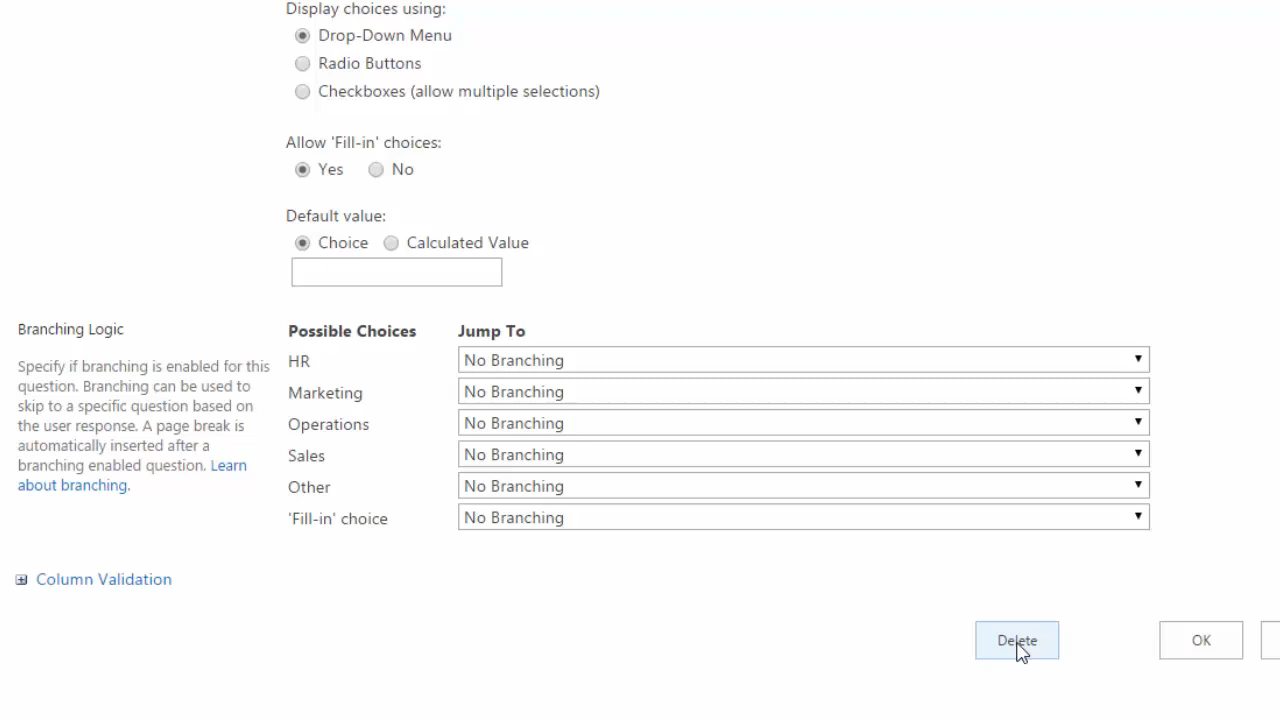 Display choices using:
Drop-Down Menu
Radio Buttons
Checkboxes (allow multiple selections)
Allow 'Fill-in' choices:
Yes No
Default value:
Choice Calculated Value
Branching Logic
Specify if branching is enabled for this
question. Branching can be used to
skip to a specific question based on
the user response. A page break is
automatically inserted after a
branching enabled question. Learn
about branching.
Possible Choices Jump To
HR No Branching
Marketing No Branching
Operations No Branching
Sales No Branching
Other No Branching
'Fill-in' choice No Branching
Column Validation
Delete OK